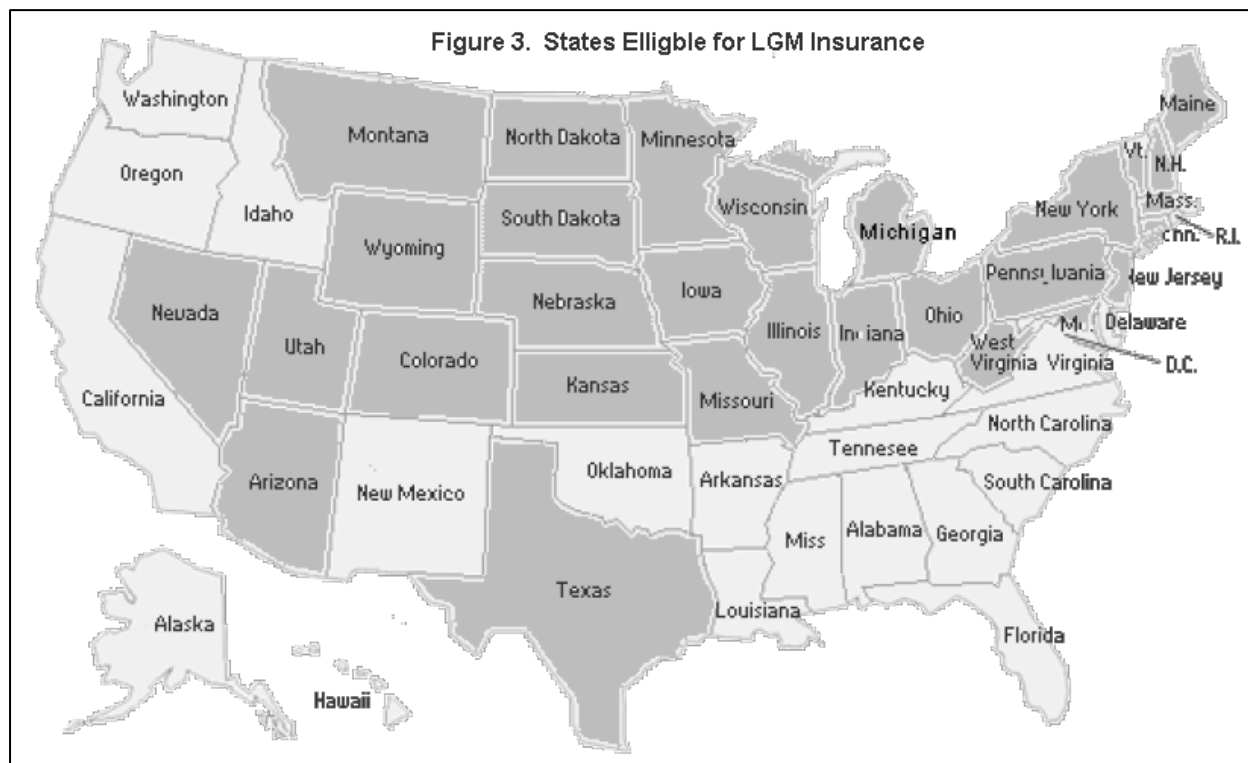 Figure 3. States Elligble for LGM Insurance
Washington
Montana
North Dakota
Minnesota
Maine
Oregon
Idaho
Vt.
N.H.
Wisconsin
South Dakota
Wyoming
Michigan
New York
Mass.
R.I.
Nebraska
Iowa
Pennsylvania
New Jersey
Nevada
Utah
Colorado
Illinois
Indiana
Ohio
Delaware
West
Virginia
Virginia
D.C.
California
Kansas
Missouri
Kentucky
North Carolina
Tennesee
Arizona
New Mexico
Oklahoma
Arkansas
South Carolina
Miss
Alabama
Georgia
Texas
Louisiana
Alaska
Hawaii
Florida